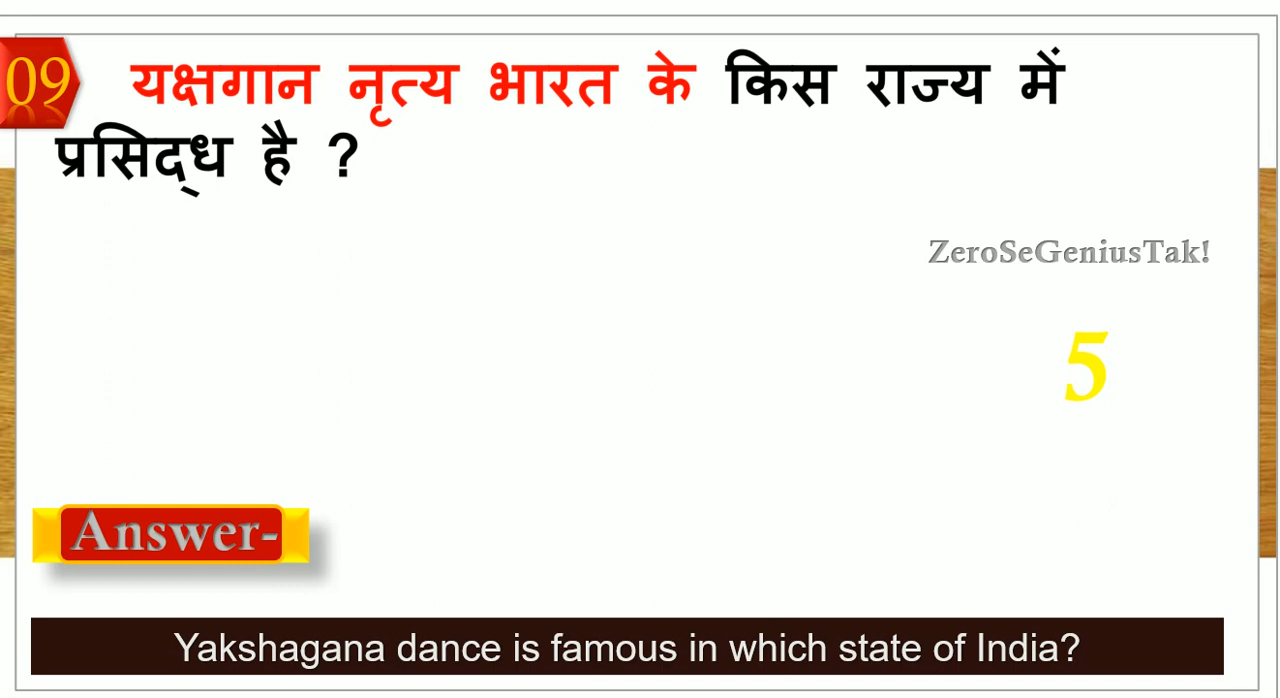 09 यक्षगान नृत्य भारत के किस राज्य में
प्रसिद्ध है ?
ZeroSeGeniusTak!
5
Answer-
Yakshagana dance is famous in which state of India?